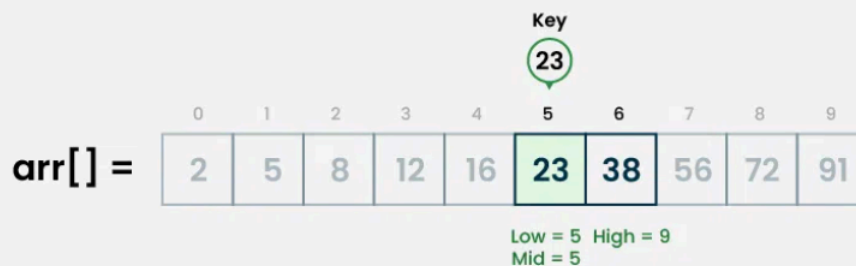 Key
23
0 1 2 3 4 5 6 7 8 9
arr[] = 2 5 8 12 16 23 38 56 72 91
Low = 5 High = 9
Mid = 5